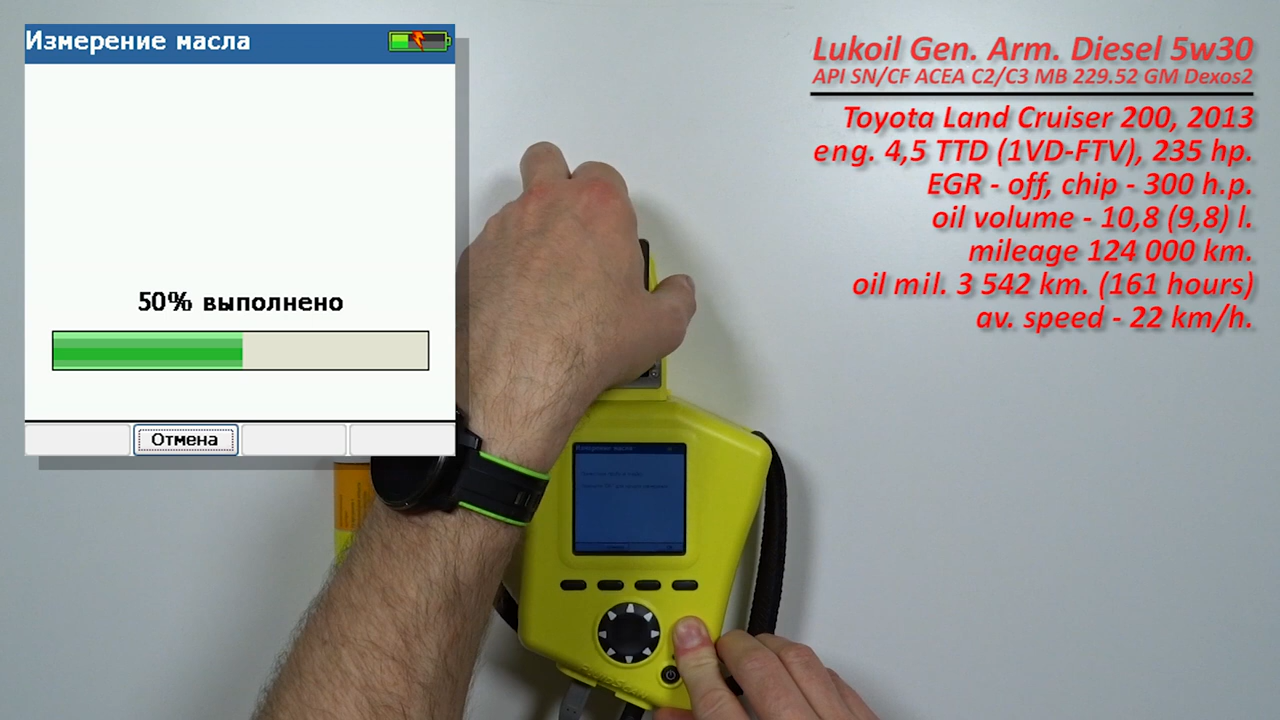 Измерение масла
50% выполнено
Отмена
Lukoil Gen. Arm. Diesel 5w30
API SN/CF ACEA C2/C3 MB 229.52 GM Dexos2
Toyota Land Cruiser 200, 2013
eng. 4,5 TTD (1VD-FTV), 235 hp.
EGR - off, chip - 300 h.p.
oil volume - 10,8 (9,8) l.
mileage 124 000 km.
oil mil. 3 542 km. (161 hours)
av. speed - 22 km/h.
Измерение масла